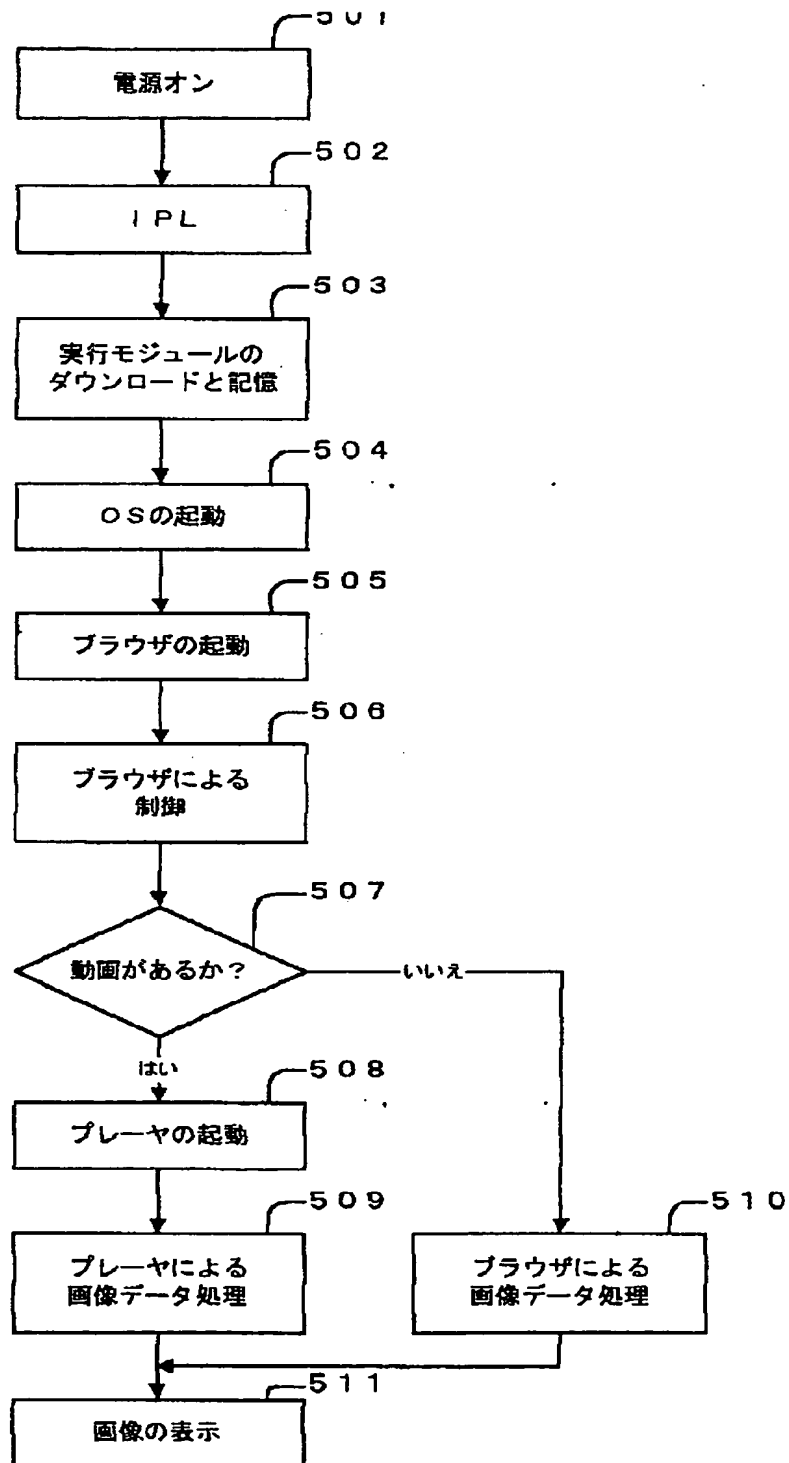 501
電源オン
502
IPL
503
実行モジュールの
ダウンロードと記憶
504
OSの起動
505
ブラウザの起動
506
ブラウザによる
制御
507
動画があるか?
いいえ
はい
508
プレーヤの起動
509
プレーヤによる
画像データ処理
510
ブラウザによる
画像データ処理
511
画像の表示